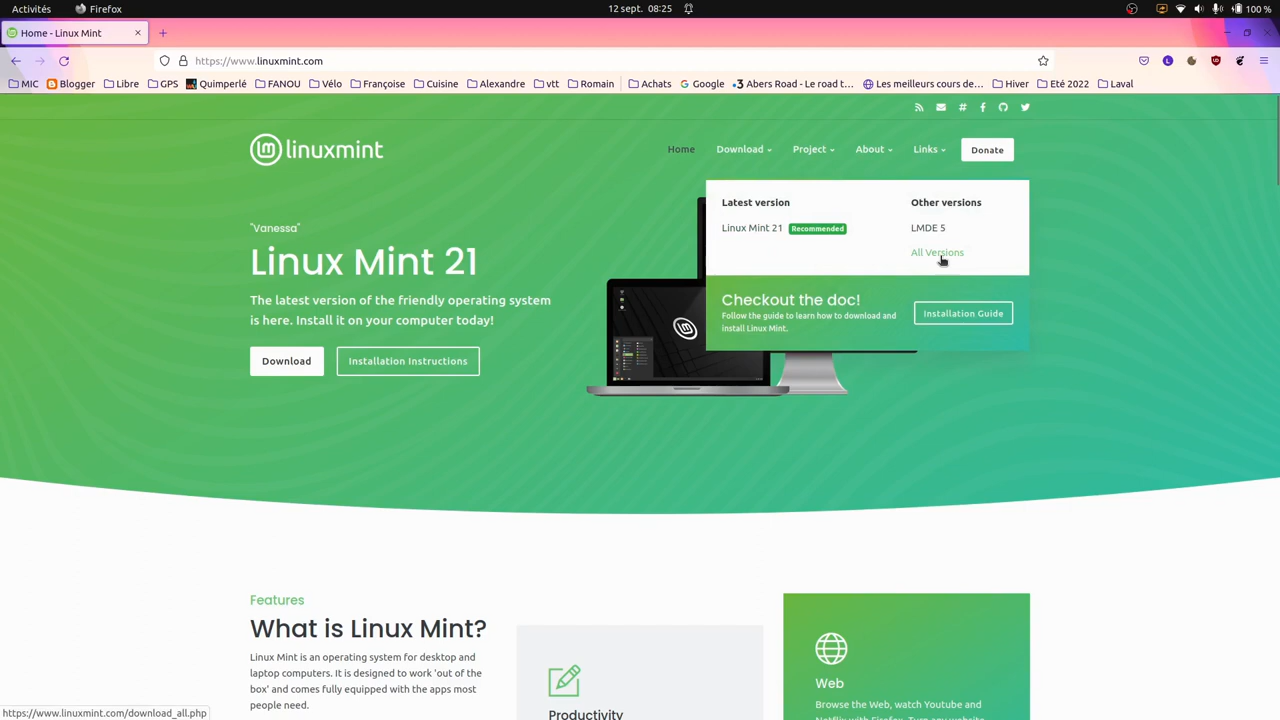 Activités
Firefox
12 sept. 08:25
100 %
Home - Linux Mint
https://www.linuxmint.com
MIC
Blogger
Libre
GPS
Quimperlé
FANOU
Vélo
Françoise
Cuisine
Alexandre
vtt
Romain
Achats
Google
Abers Road - Le road t…
Les meilleurs cours de…
Hiver
Eté 2022
Laval
linuxmint
Home
Download
Project
About
Links
Donate
Latest version
Other versions
Linux Mint 21 Recommended
LMDE 5
All Versions
Checkout the doc!
Follow the guide to learn how to download and
install Linux Mint.
Installation Guide
"Vanessa"
Linux Mint 21
The latest version of the friendly operating system
is here. Install it on your computer today!
Download
Installation Instructions
Features
What is Linux Mint?
Linux Mint is an operating system for desktop and
laptop computers. It is designed to work 'out of the
box' and comes fully equipped with the apps most
people need.
Productivity
Web
Browse the Web, watch Youtube and
Netflix with Firefox. Turn any website
https://www.linuxmint.com/download_all.php